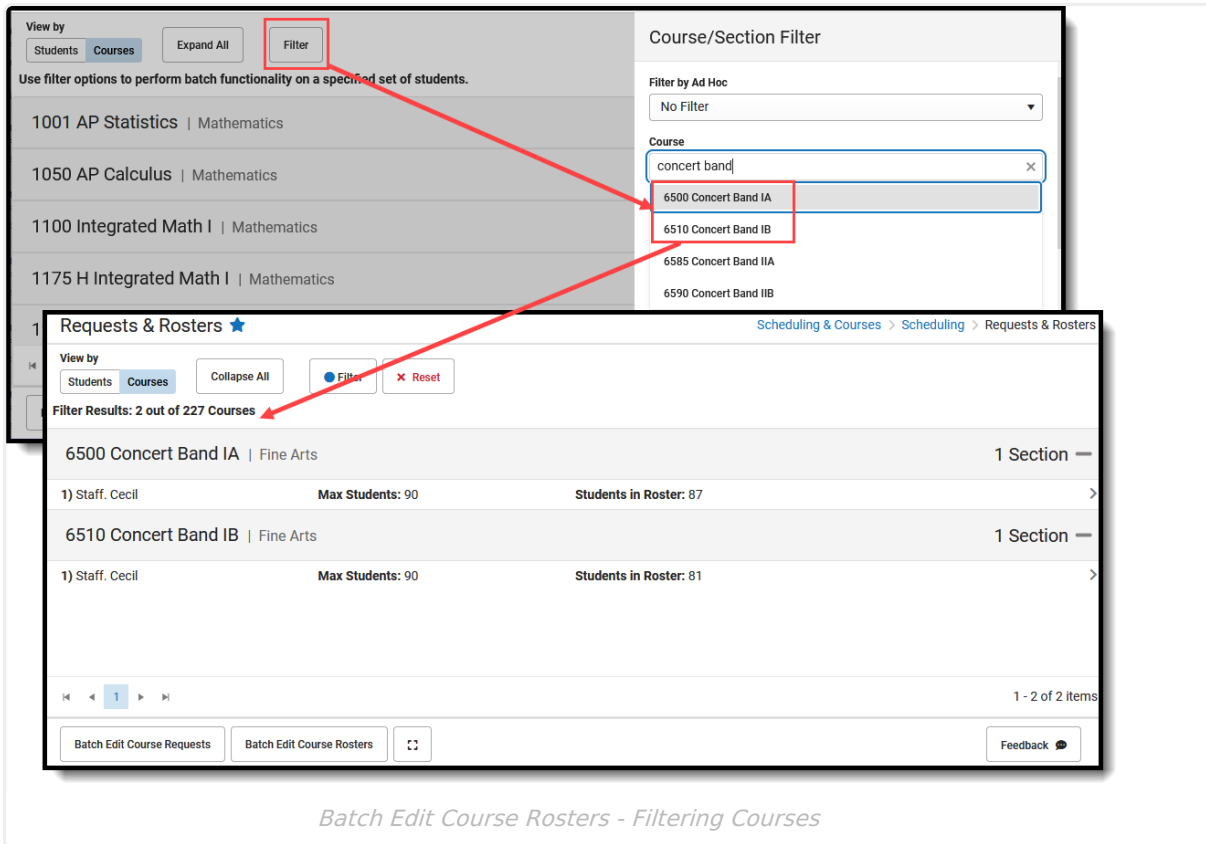 View by
Students Courses Expand All Filter
Use filter options to perform batch functionality on a specified set of students.
1001 AP Statistics | Mathematics
1050 AP Calculus | Mathematics
1100 Integrated Math I | Mathematics
1175 H Integrated Math I | Mathematics
1
Course/Section Filter
Filter by Ad Hoc
No Filter
Course
concert band
6500 Concert Band IA
6510 Concert Band IB
6585 Concert Band IIA
6590 Concert Band IIB
Requests & Rosters Scheduling & Courses > Scheduling > Requests & Rosters
View by
Students Courses Collapse All Filter Reset
Filter Results: 2 out of 227 Courses
6500 Concert Band IA | Fine Arts 1 Section
1) Staff. Cecil Max Students: 90 Students in Roster: 87
6510 Concert Band IB | Fine Arts 1 Section
1) Staff. Cecil Max Students: 90 Students in Roster: 81
1 1 - 2 of 2 items
Batch Edit Course Requests Batch Edit Course Rosters Feedback
Batch Edit Course Rosters - Filtering Courses